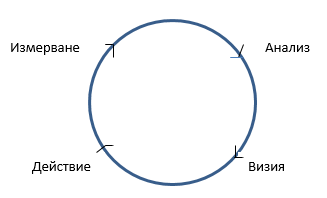 Измерване
Анализ
Действие
Визия